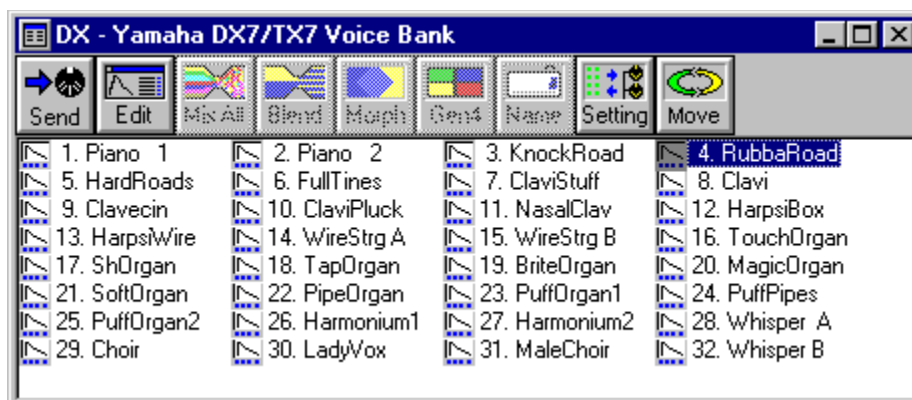 DX - Yamaha DX7/TX7 Voice Bank
Send Edit Mix All Blend Morph Gen4 Name Setting Move
1. Piano 1 2. Piano 2 3. KnockRoad 4. RubbaRoad
5. HardRoads 6. FullTines 7. ClaviStuff 8. Clavi
9. Clavecin 10. ClaviPluck 11. NasalClav 12. HarpsiBox
13. HarpsiWire 14. WireStrg A 15. WireStrg B 16. TouchOrgan
17. ShOrgan 18. TapOrgan 19. BriteOrgan 20. MagicOrgan
21. SoftOrgan 22. PipeOrgan 23. PuffOrgan1 24. PuffPipes
25. PuffOrgan2 26. Harmonium1 27. Harmonium2 28. Whisper A
29. Choir 30. LadyVox 31. MaleChoir 32. Whisper B